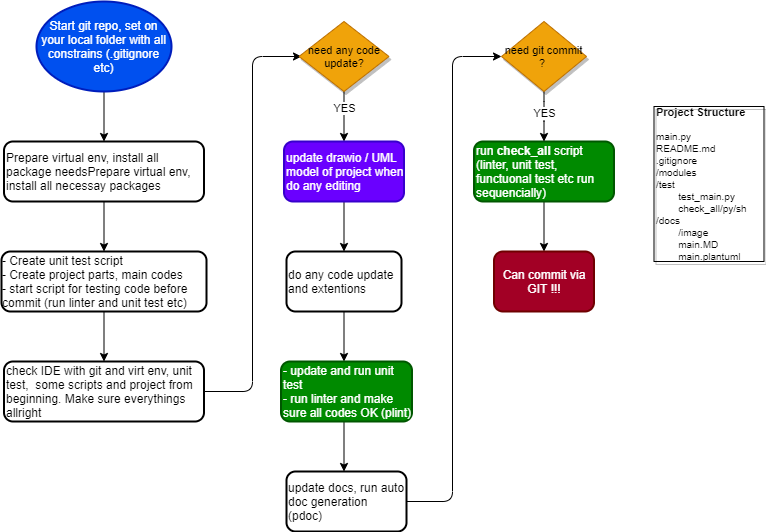 Start git repo, set on
your local folder with all
constrains (.gitignore
etc)
Prepare virtual env, install all
package needsPrepare virtual env,
install all necessay packages
- Create unit test script
- Create project parts, main codes
- start script for testing code before
commit (run linter and unit test etc)
check IDE with git and virt env, unit
test,  some scripts and project from
beginning. Make sure everythings
allright
need any code
update?
YES
update drawio / UML
model of project when
do any editing
do any code update
and extentions
- update and run unit
test
- run linter and make
sure all codes OK (plint)
update docs, run auto
doc generation
(pdoc)
need git commit
?
YES
run check_all script
(linter, unit test,
functuonal test etc run
sequencially)
Can commit via
GIT !!!
Project Structure
main.py
README.md
.gitignore
/modules
/test
test_main.py
check_all/py/sh
/docs
/image
main.MD
main.plantuml